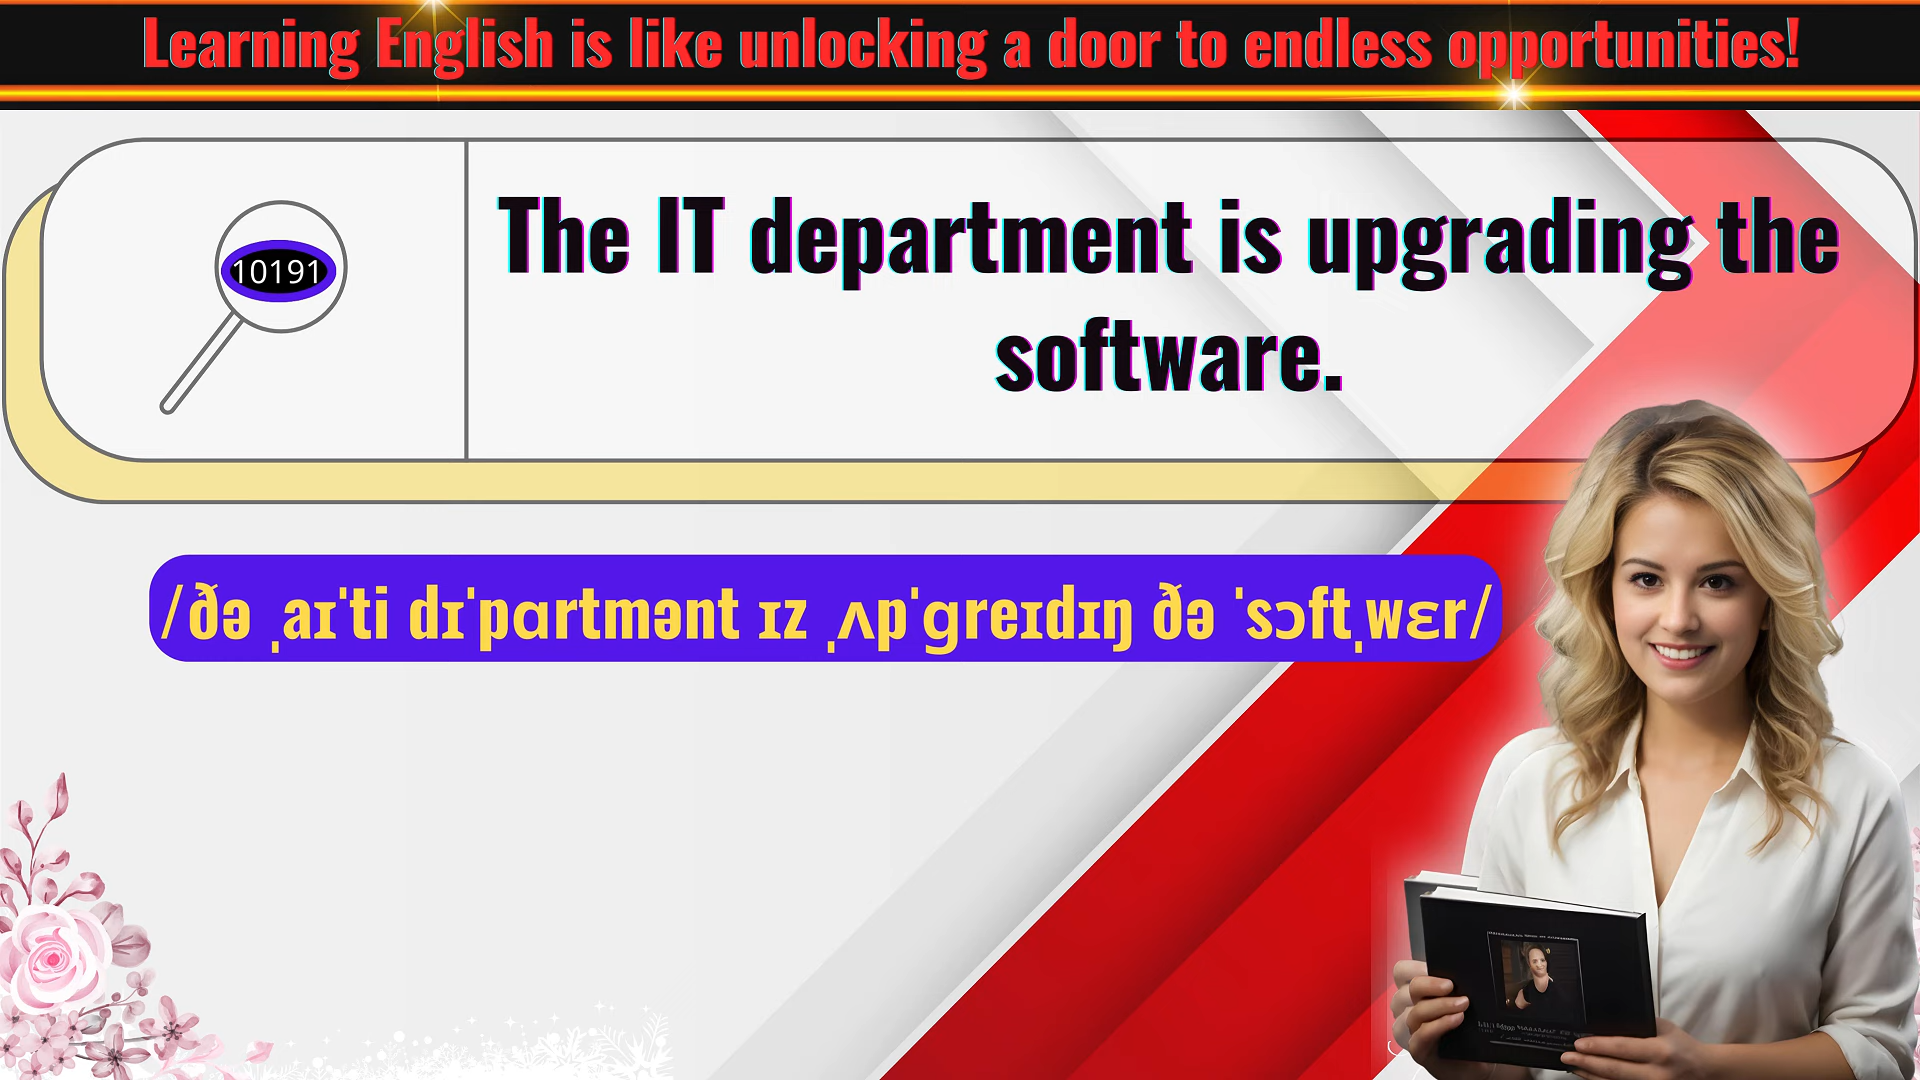 Learning English is like unlocking a door to endless opportunities!
10191
The IT department is upgrading the
software.
/ðə ˌaɪˈti dɪˈpɑrtmənt ɪz ˌʌpˈɡreɪdɪŋ ðə ˈsɔftˌwɛr/